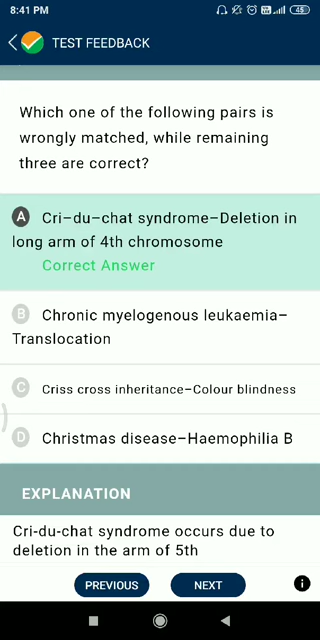 8:41 PM
45
TEST FEEDBACK
Which one of the following pairs is
wrongly matched, while remaining
three are correct?
A Cri–du–chat syndrome–Deletion in
long arm of 4th chromosome
Correct Answer
B Chronic myelogenous leukaemia–
Translocation
C Criss cross inheritance–Colour blindness
D Christmas disease–Haemophilia B
EXPLANATION
Cri-du-chat syndrome occurs due to
deletion in the arm of 5th
PREVIOUS NEXT